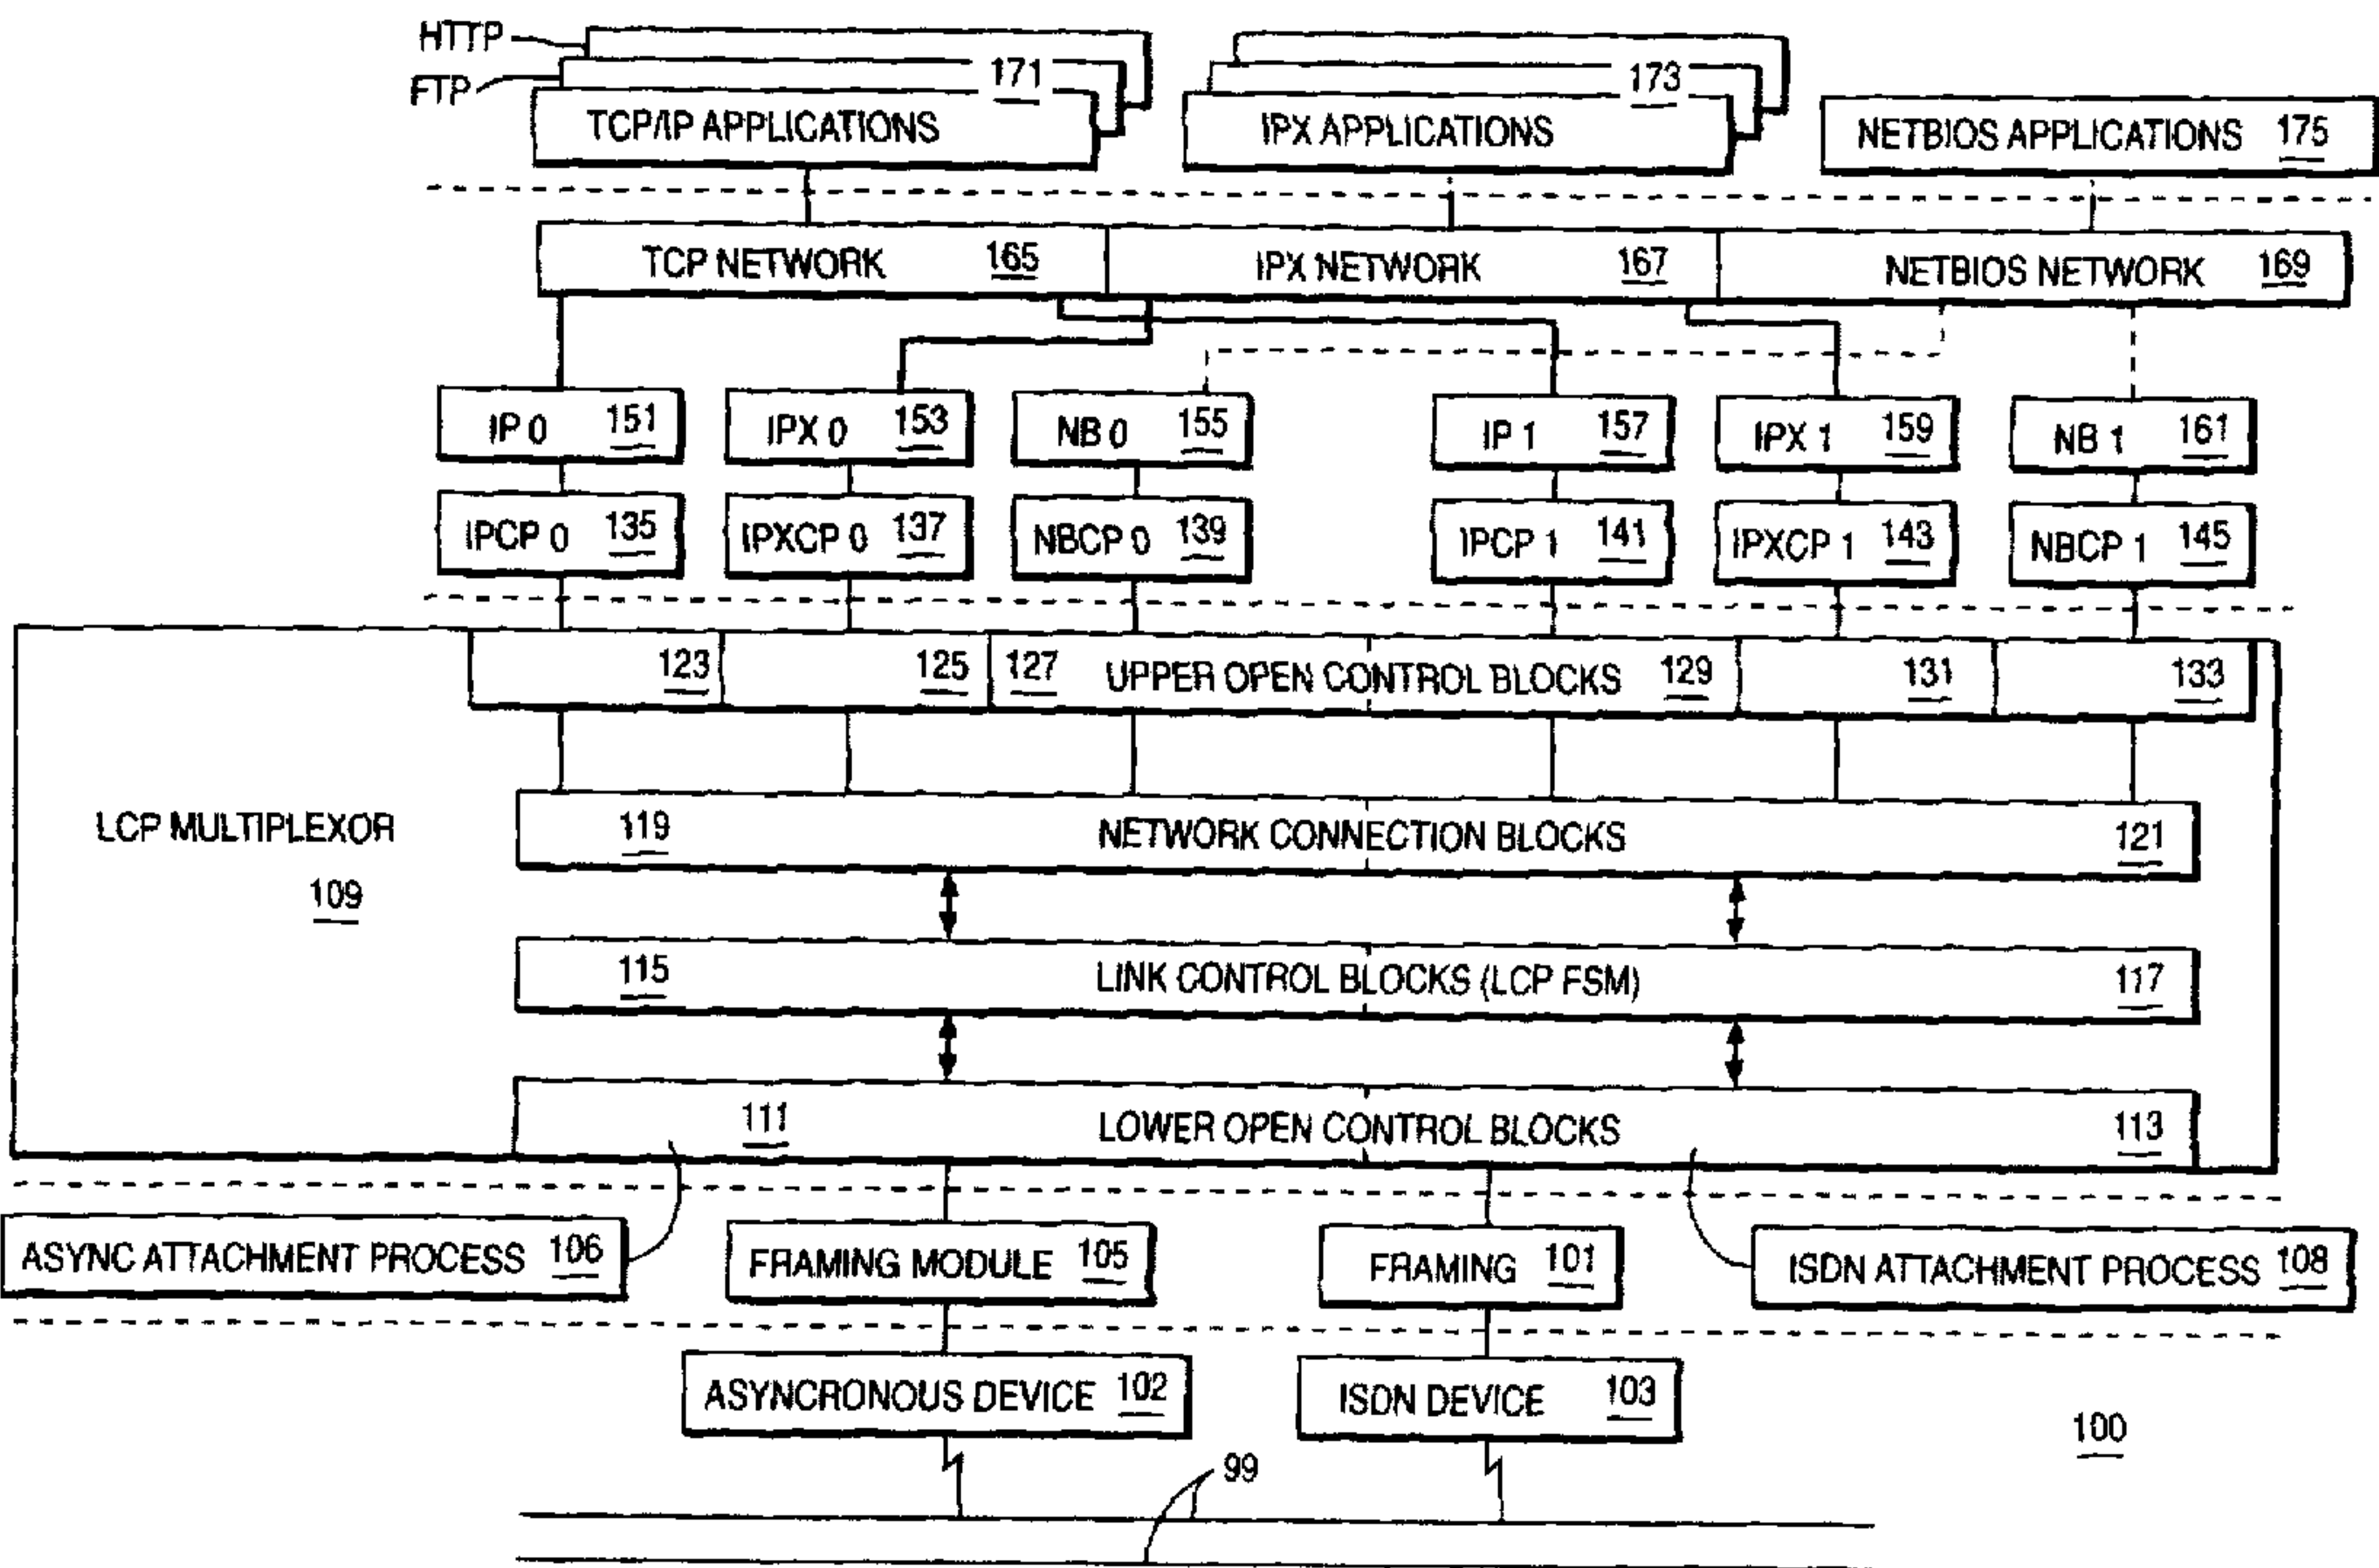 HTTP
FTP
171
TCP/IP APPLICATIONS
173
IPX APPLICATIONS
NETBIOS APPLICATIONS 175
TCP NETWORK 165
IPX NETWORK 167
NETBIOS NETWORK 169
IP 0 151
IPX 0 153
NB 0 155
IP 1 157
IPX 1 159
NB 1 161
IPCP 0 135
IPXCP 0 137
NBCP 0 139
IPCP 1 141
IPXCP 1 143
NBCP 1 145
123
125
127 UPPER OPEN CONTROL BLOCKS 129
131
133
LCP MULTIPLEXOR
109
119 NETWORK CONNECTION BLOCKS 121
115 LINK CONTROL BLOCKS (LCP FSM) 117
111 LOWER OPEN CONTROL BLOCKS 113
ASYNC ATTACHMENT PROCESS 106
FRAMING MODULE 105
FRAMING 101
ISDN ATTACHMENT PROCESS 108
ASYNCRONOUS DEVICE 102
ISDN DEVICE 103
100
99